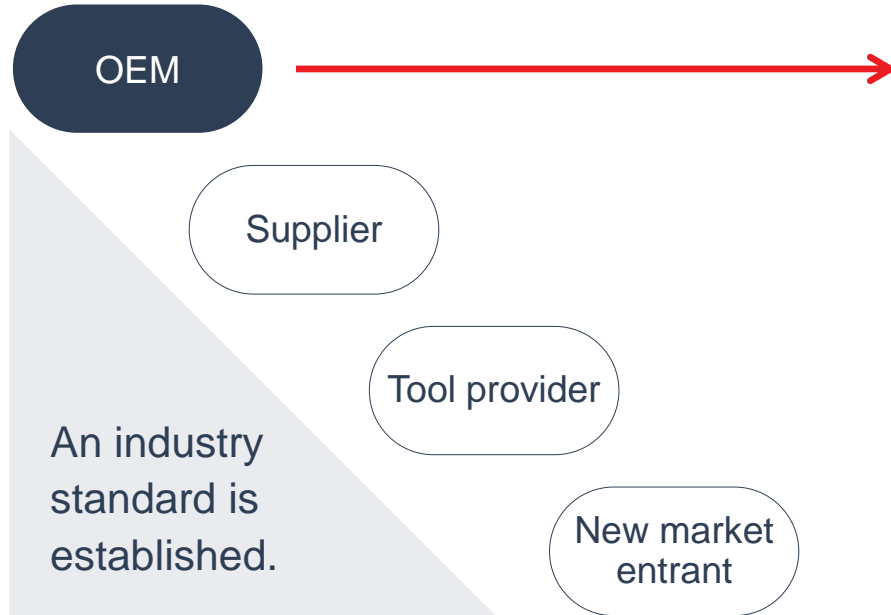 OEM
Supplier
Tool provider
An industry
standard is
established.
New market
entrant